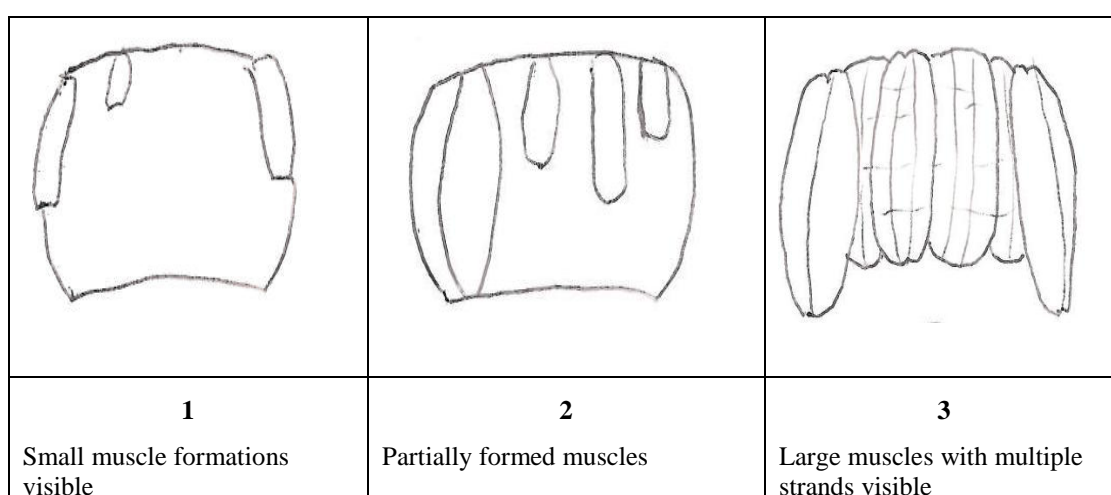 1
2
3
Small muscle formations
visible
Partially formed muscles
Large muscles with multiple
strands visible